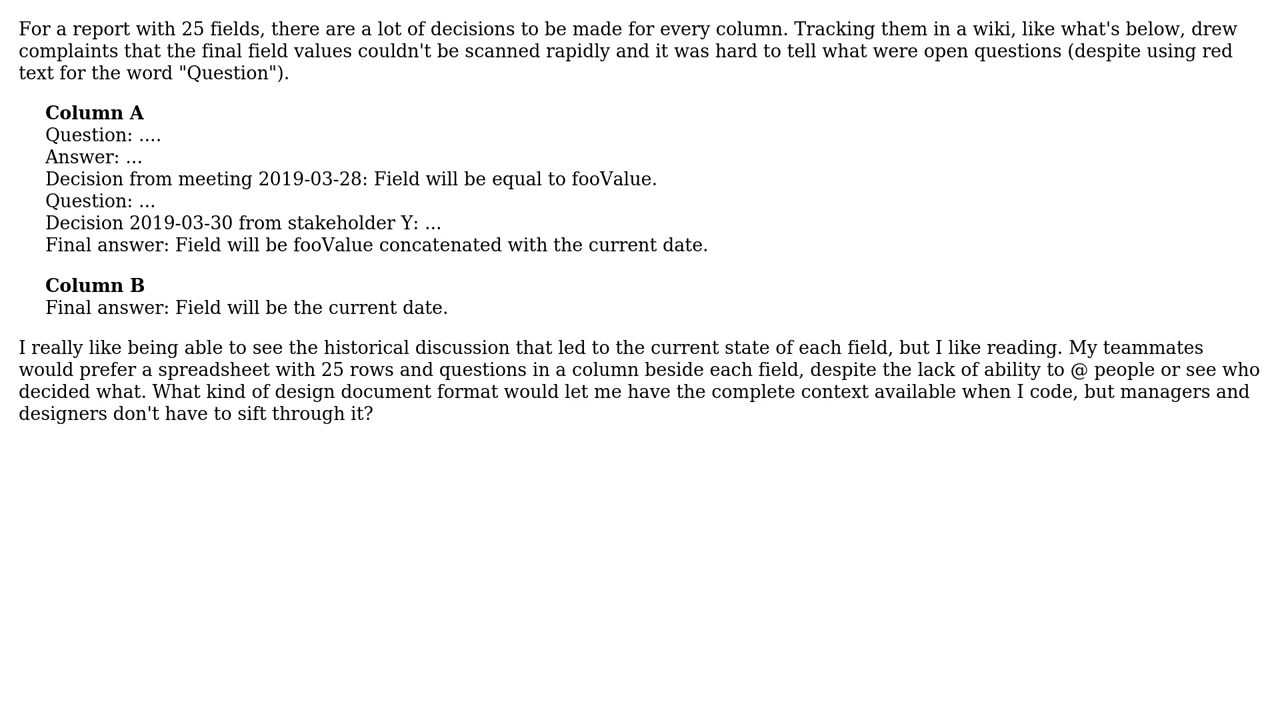 For a report with 25 fields, there are a lot of decisions to be made for every column. Tracking them in a wiki, like what's below, drew
complaints that the final field values couldn't be scanned rapidly and it was hard to tell what were open questions (despite using red
text for the word "Question").
Column A
Question: ....
Answer: ...
Decision from meeting 2019-03-28: Field will be equal to fooValue.
Question: ...
Decision 2019-03-30 from stakeholder Y: ...
Final answer: Field will be fooValue concatenated with the current date.
Column B
Final answer: Field will be the current date.
I really like being able to see the historical discussion that led to the current state of each field, but I like reading. My teammates
would prefer a spreadsheet with 25 rows and questions in a column beside each field, despite the lack of ability to @ people or see who
decided what. What kind of design document format would let me have the complete context available when I code, but managers and
designers don't have to sift through it?